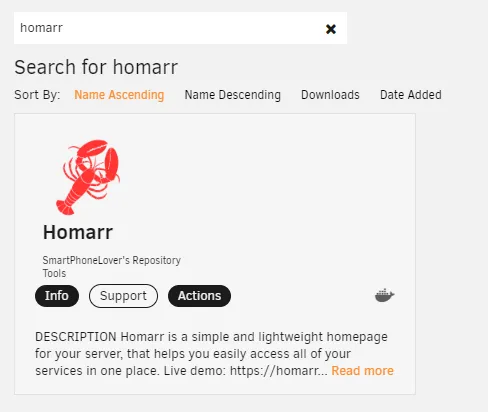 homarr
Search for homarr
Sort By: Name Ascending Name Descending Downloads Date Added
Homarr
SmartPhoneLover's Repository
Tools
Info Support Actions
DESCRIPTION Homarr is a simple and lightweight homepage
for your server, that helps you easily access all of your
services in one place. Live demo: https://homarr... Read more